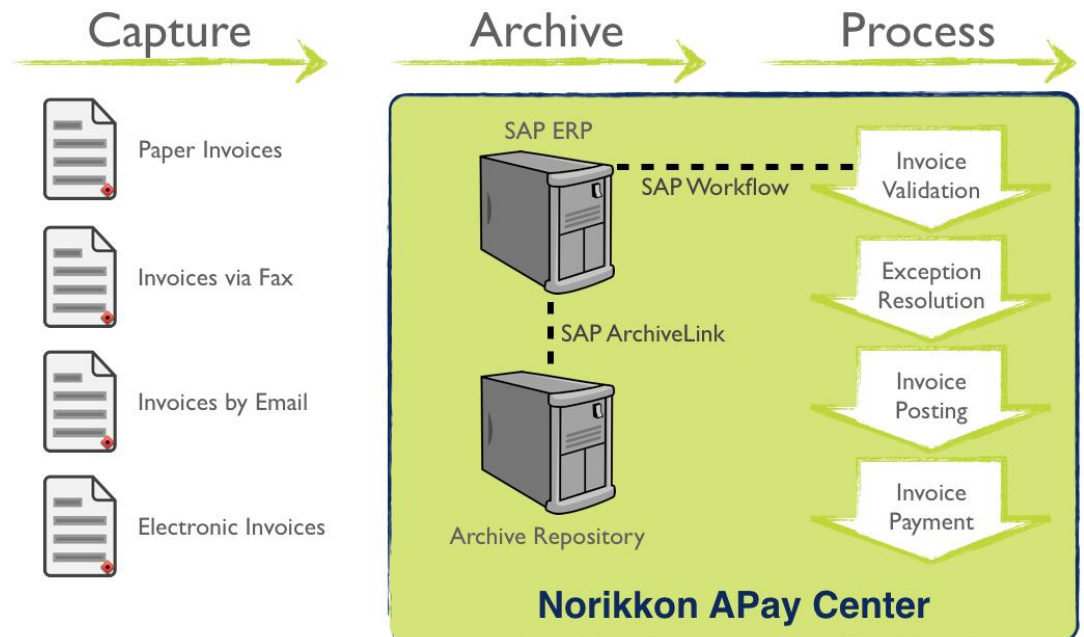 Capture
Archive
Process
Paper Invoices
Invoices via Fax
Invoices by Email
Electronic Invoices
SAP ERP
SAP Workflow
SAP ArchiveLink
Archive Repository
Invoice
Validation
Exception
Resolution
Invoice
Posting
Invoice
Payment
Norikkon APay Center